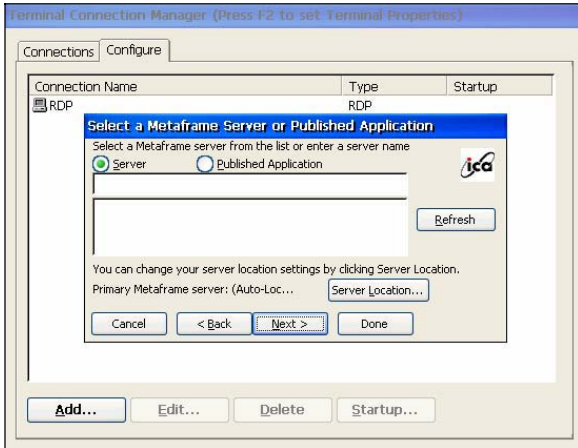 Terminal Connection Manager (Press F2 to set Terminal Properties)
Connections Configure
Connection Name Type Startup
RDP RDP
Select a Metaframe Server or Published Application
Select a Metaframe server from the list or enter a server name
Server Published Application
ica
Refresh
You can change your server location settings by clicking Server Location.
Primary Metaframe server: (Auto-Loc... Server Location...
Cancel < Back Next > Done
Add... Edit... Delete Startup...